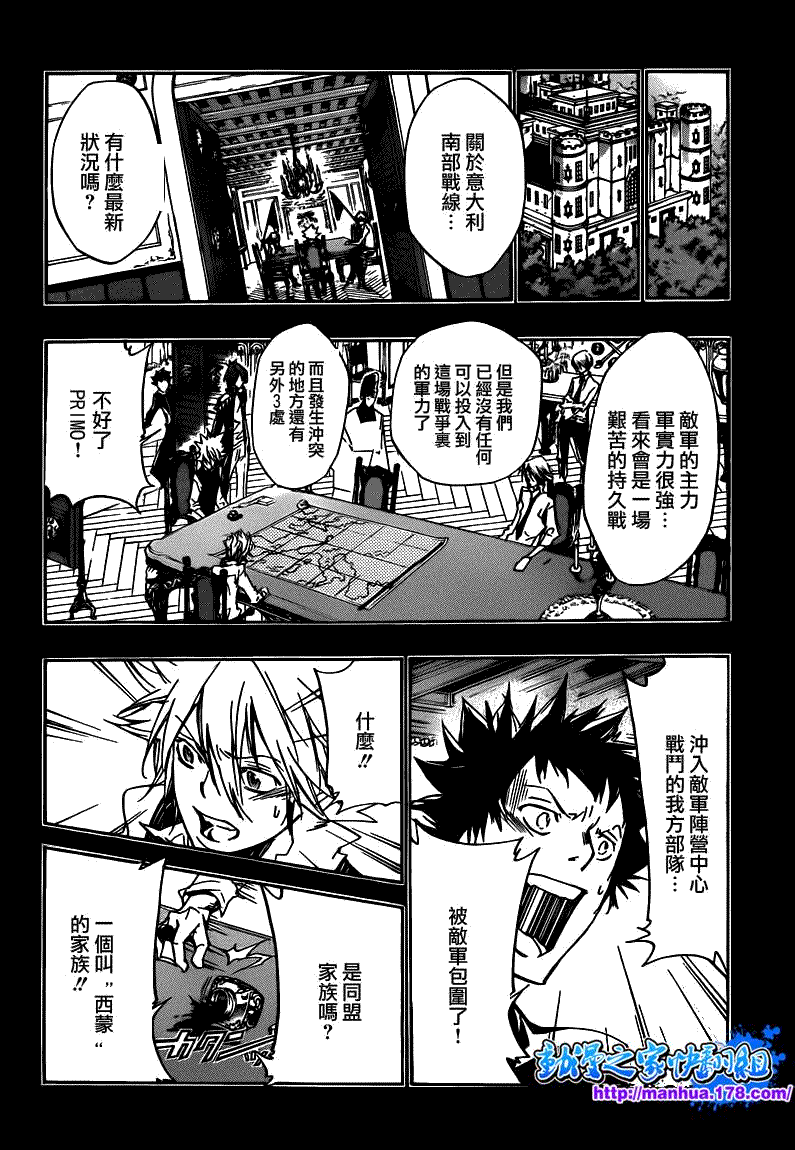 關於意大利
南部戰線…
有什麼最新
狀況嗎？
敵軍的主力
軍實力很強…
看來會是一場
艱苦的持久戰
但是我們
已經沒有任何
可以投入到
這場戰爭裏
的軍力了
而且發生沖突
的地方還有
另外3處
不好了
PRIMO！
沖入敵軍陣營中心
戰鬥的我方部隊…
被敵軍包圍了！
什麼!!
是同盟
家族嗎？
一個叫”西蒙“
的家族!!
カタン
動漫之家快翻組
http://manhua.178.com/